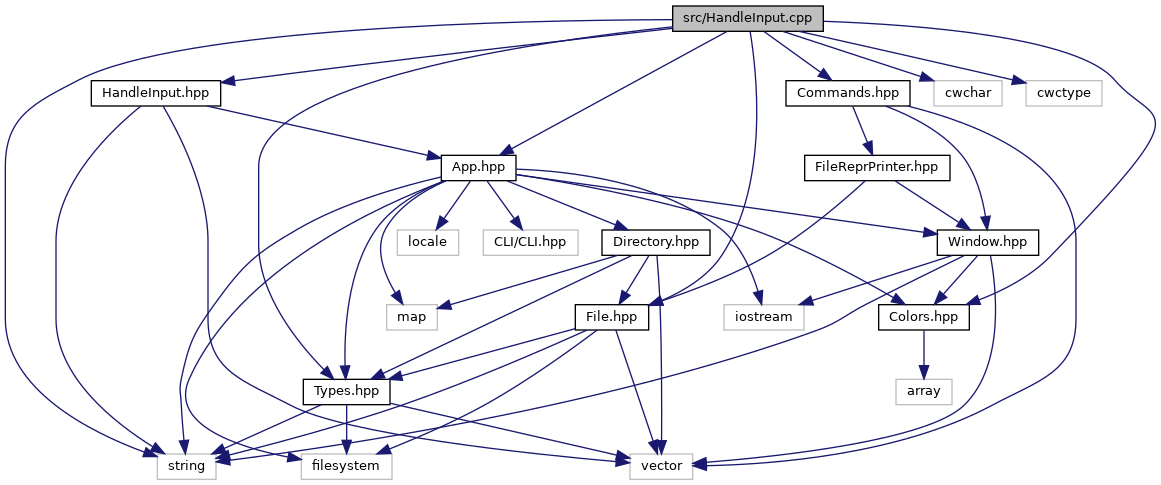 src/HandleInput.cpp
HandleInput.hpp
Commands.hpp
cwchar
cwctype
App.hpp
FileReprPrinter.hpp
locale
CLI/CLI.hpp
Directory.hpp
Window.hpp
map
File.hpp
iostream
Colors.hpp
Types.hpp
array
string
filesystem
vector